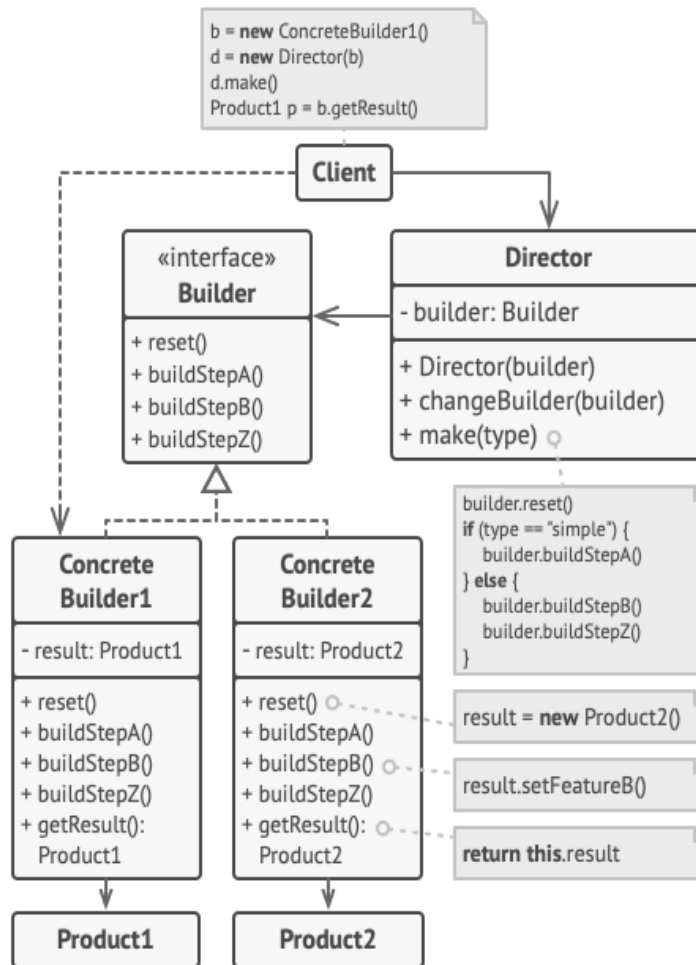 b = new ConcreteBuilder1()
d = new Director(b)
d.make()
Product1 p = b.getResult()
Client
«interface»
Builder
+ reset()
+ buildStepA()
+ buildStepB()
+ buildStepZ()
Director
- builder: Builder
+ Director(builder)
+ changeBuilder(builder)
+ make(type)
builder.reset()
if (type == "simple") {
builder.buildStepA()
} else {
builder.buildStepB()
builder.buildStepZ()
}
Concrete
Builder1
- result: Product1
+ reset()
+ buildStepA()
+ buildStepB()
+ buildStepZ()
+ getResult():
Product1
Concrete
Builder2
- result: Product2
+ reset()
+ buildStepA()
+ buildStepB()
+ buildStepZ()
+ getResult():
Product2
result = new Product2()
result.setFeatureB()
return this.result
Product1
Product2